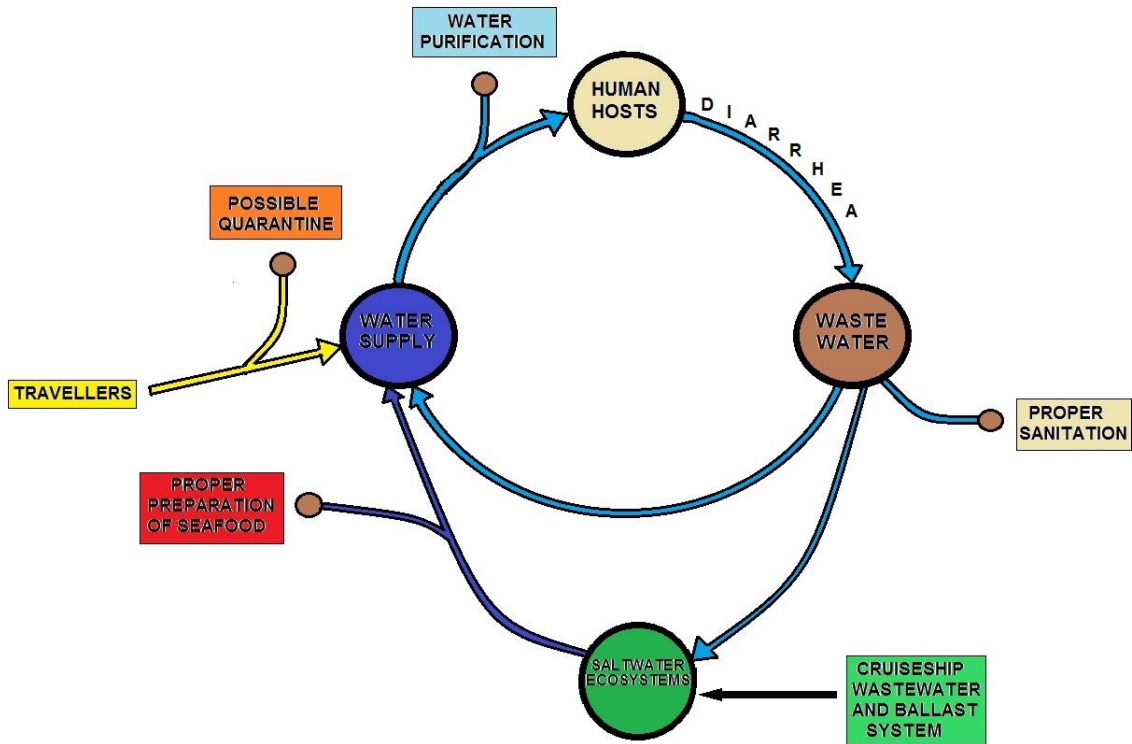 WATER
PURIFICATION
HUMAN
HOSTS
DIARRHEA
POSSIBLE
QUARANTINE
WATER
SUPPLY
WASTE
WATER
TRAVELLERS
PROPER
SANITATION
PROPER
PREPARATION
OF SEAFOOD
SALTWATER
ECOSYSTEMS
CRUISESHIP
WASTEWATER
AND BALLAST
SYSTEM